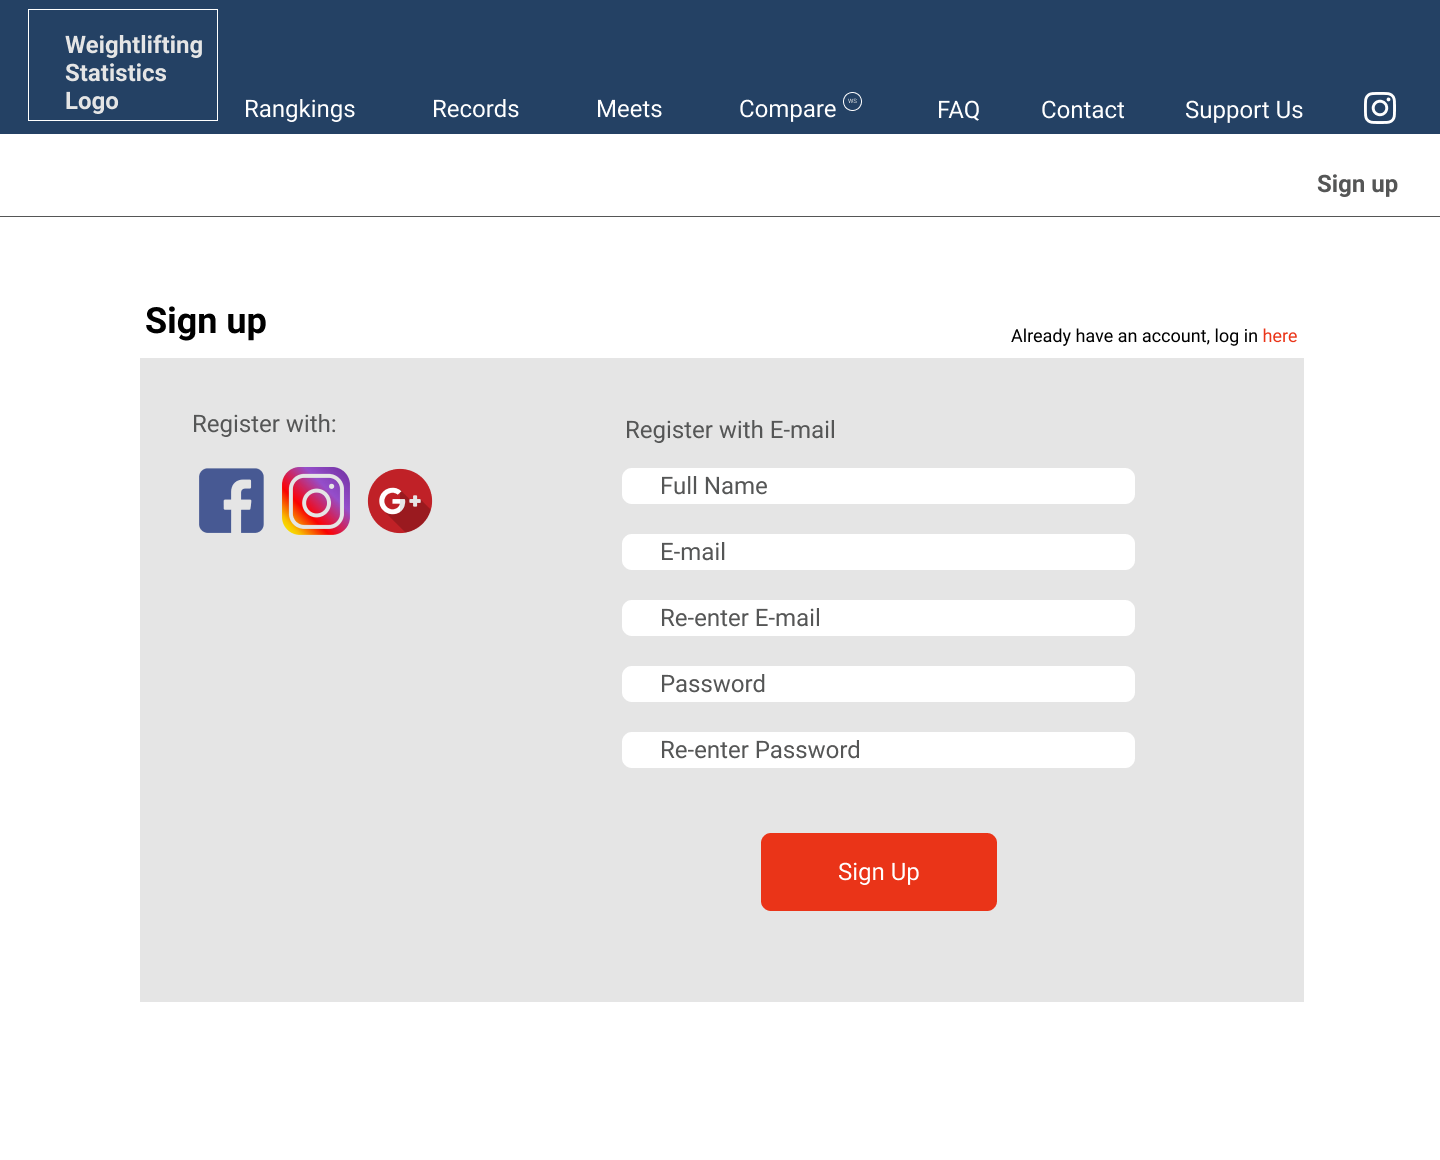 Weightlifting
Statistics
Logo
Rangkings Records Meets Compare WS FAQ Contact Support Us
Sign up
Sign up
Already have an account, log in here
Register with:
Register with E-mail
Full Name
E-mail
Re-enter E-mail
Password
Re-enter Password
Sign Up